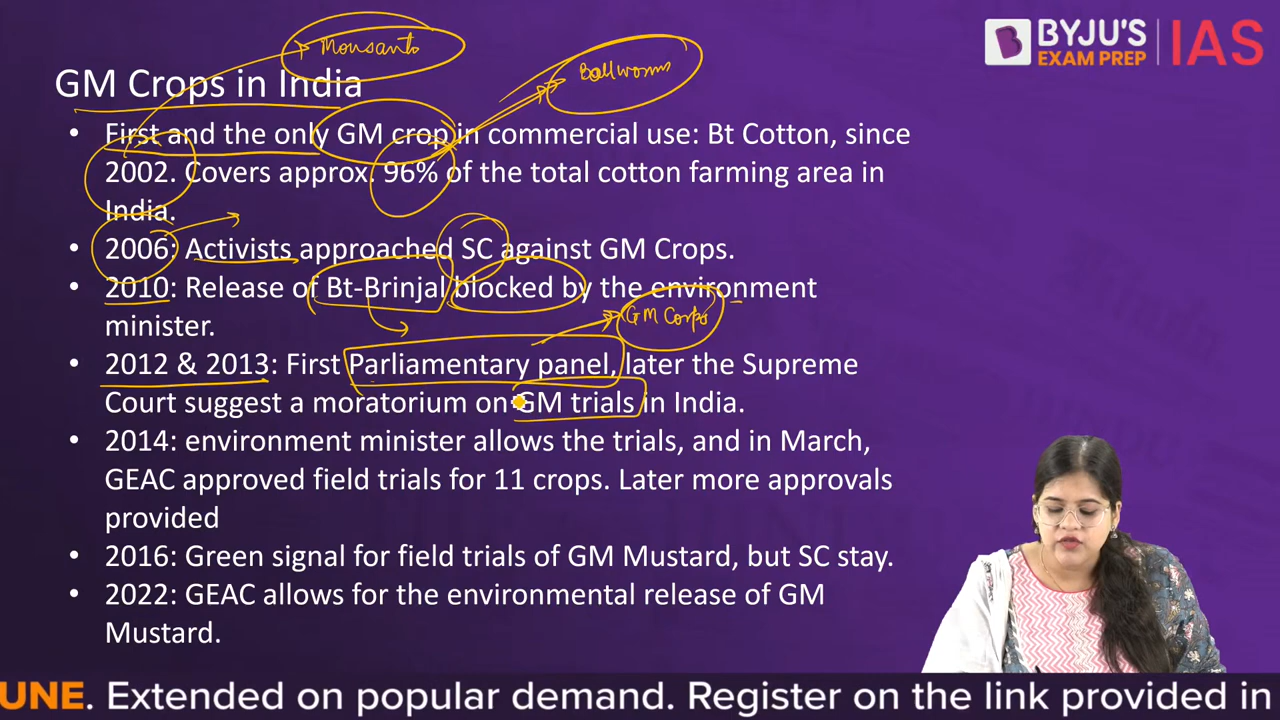 Monsanto
Bollworms
BYJU'S
EXAM PREP
IAS
GM Crops in India
• First and the only GM crop in commercial use: Bt Cotton, since
2002. Covers approx. 96% of the total cotton farming area in
India.
• 2006: Activists approached SC against GM Crops.
• 2010: Release of Bt-Brinjal blocked by the environment
minister.
GM Corps
• 2012 & 2013: First Parliamentary panel, later the Supreme
Court suggest a moratorium on GM trials in India.
• 2014: environment minister allows the trials, and in March,
GEAC approved field trials for 11 crops. Later more approvals
provided
• 2016: Green signal for field trials of GM Mustard, but SC stay.
• 2022: GEAC allows for the environmental release of GM
Mustard.
UNE. Extended on popular demand. Register on the link provided in